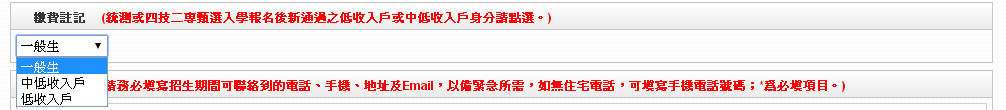 繳費註記 (統測或四技二專甄選入學報名後新通過之低收入戶或中低收入戶身分請點選。)
一般生
一般生
中低收入戶
低收入戶
請務必填寫招生期間可聯絡到的電話、手機、地址及Email，以備緊急所需，如無住宅電話，可填寫手機電話號碼；*為必填項目。)